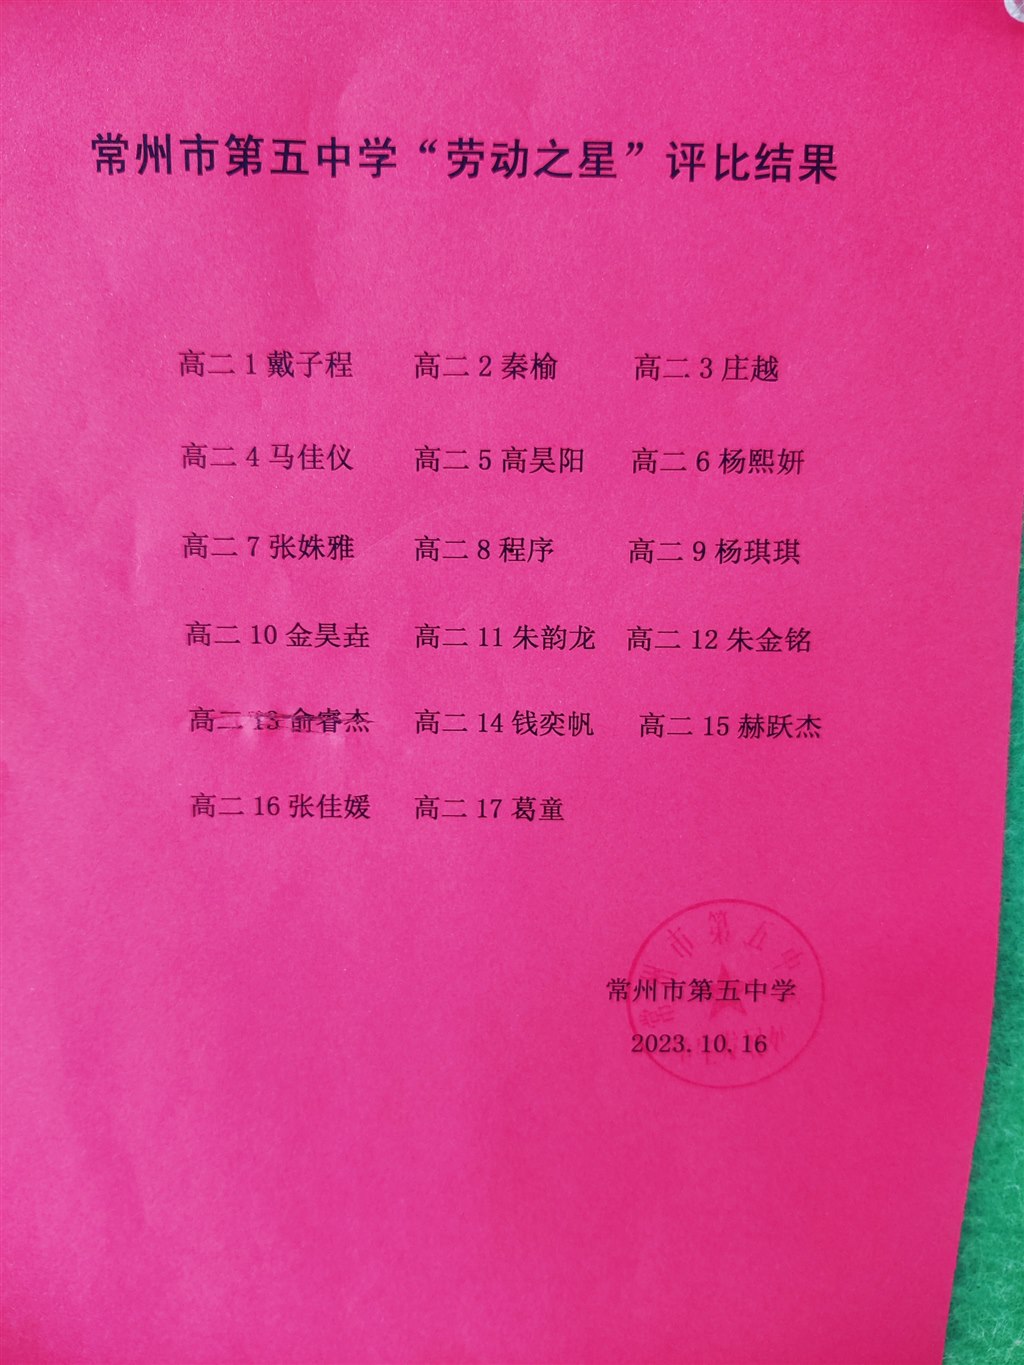 常州市第五中学“劳动之星”评比结果
高二 1 戴子程 高二 2 秦榆 高二 3 庄越
高二 4 马佳仪 高二 5 高昊阳 高二 6 杨熙妍
高二 7 张姝雅 高二 8 程序 高二 9 杨琪琪
高二 10 金昊垚 高二 11 朱韵龙 高二 12 朱金铭
高二 13 俞睿杰 高二 14 钱奕帆 高二 15 赫跃杰
高二 16 张佳媛 高二 17 葛童
常州市第五中学
2023.10.16